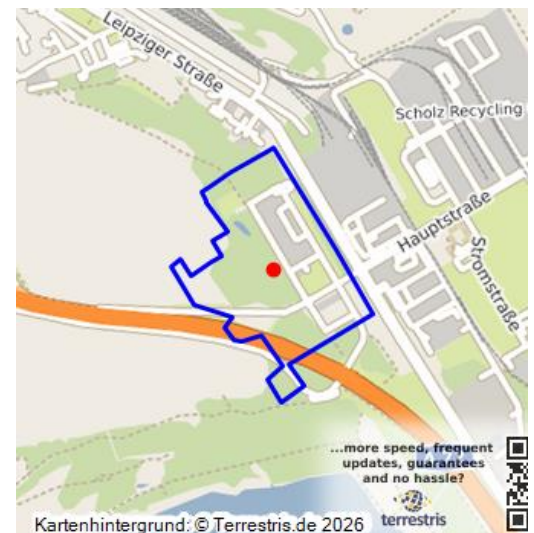 Leipziger Straße
Scholz Recycling
Hauptstraße
Stromstraße
...more speed, frequent
updates, guarantees
and no hassle?
terrestris
Kartenhintergrund: © Terrestris.de 2026